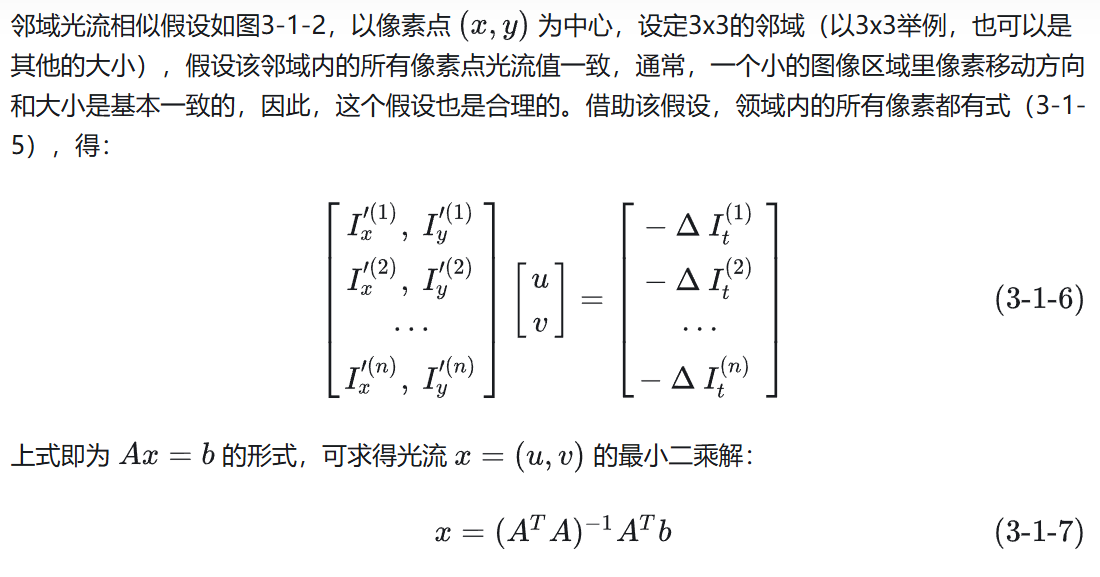 邻域光流相似假设如图3-1-2，以像素点 (x, y) 为中心，设定3x3的邻域（以3x3举例，也可以是
其他的大小），假设该邻域内的所有像素点光流值一致，通常，一个小的图像区域里像素移动方向
和大小是基本一致的，因此，这个假设也是合理的。借助该假设，领域内的所有像素都有式（3-1-
5），得：
\begin{bmatrix} I_x'^{(1)}, I_y'^{(1)} \\ I_x'^{(2)}, I_y'^{(2)} \\ \cdots \\ I_x'^{(n)}, I_y'^{(n)} \end{bmatrix} \begin{bmatrix} u \\ v \end{bmatrix} = \begin{bmatrix} -\Delta I_t^{(1)} \\ -\Delta I_t^{(2)} \\ \cdots \\ -\Delta I_t^{(n)} \end{bmatrix} (3-1-6)
上式即为 Ax = b 的形式，可求得光流 x = (u, v) 的最小二乘解：
x = (A^T A)^{-1} A^T b (3-1-7)